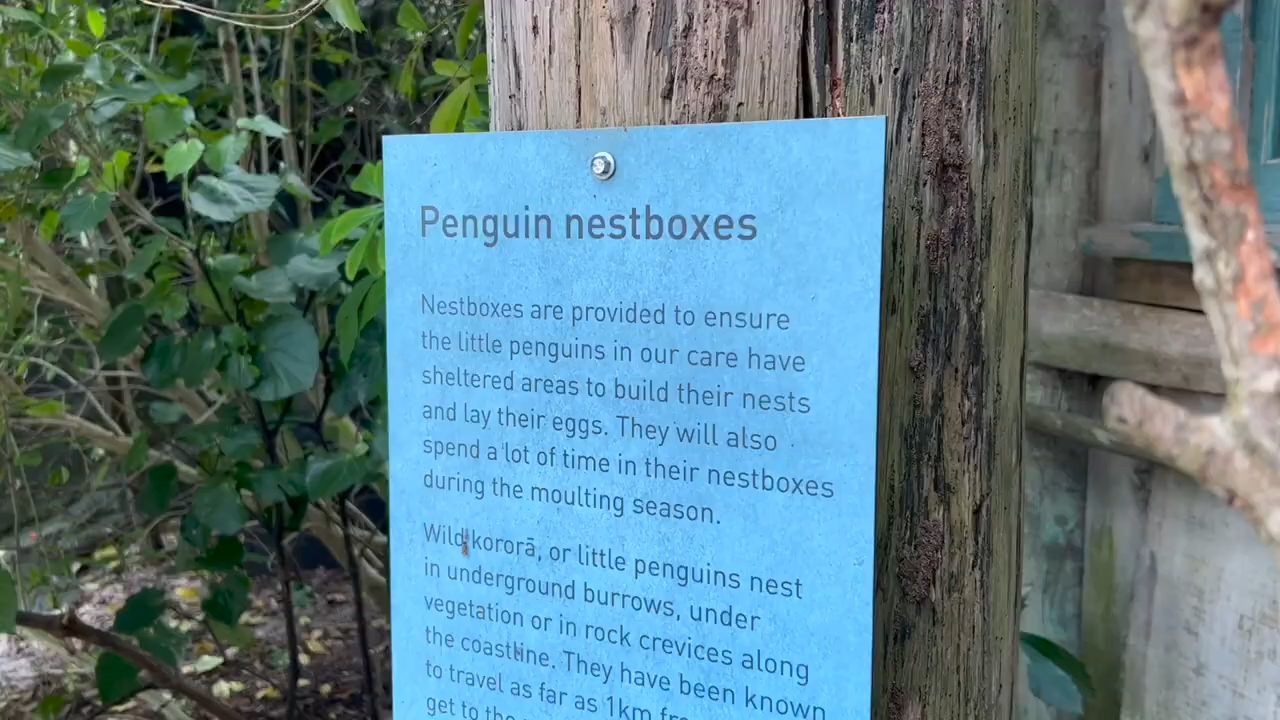 Penguin nestboxes
Nestboxes are provided to ensure
the little penguins in our care have
sheltered areas to build their nests
and lay their eggs. They will also
spend a lot of time in their nestboxes
during the moulting season.
Wild kororā, or little penguins nest
in underground burrows, under
vegetation or in rock crevices along
the coastline. They have been known
to travel as far as 1km
get to the